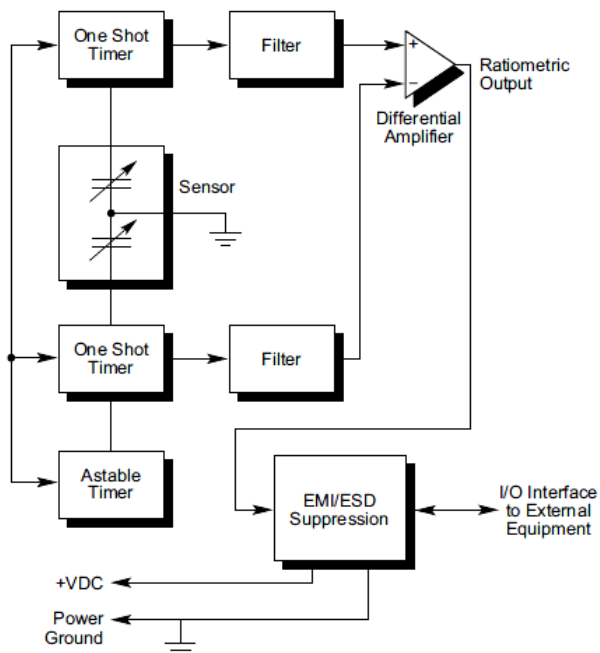 One Shot
Timer
Filter
+
−
Ratiometric
Output
Differential
Amplifier
Sensor
One Shot
Timer
Filter
Astable
Timer
EMI/ESD
Suppression
I/O Interface
to External
Equipment
+VDC
Power
Ground